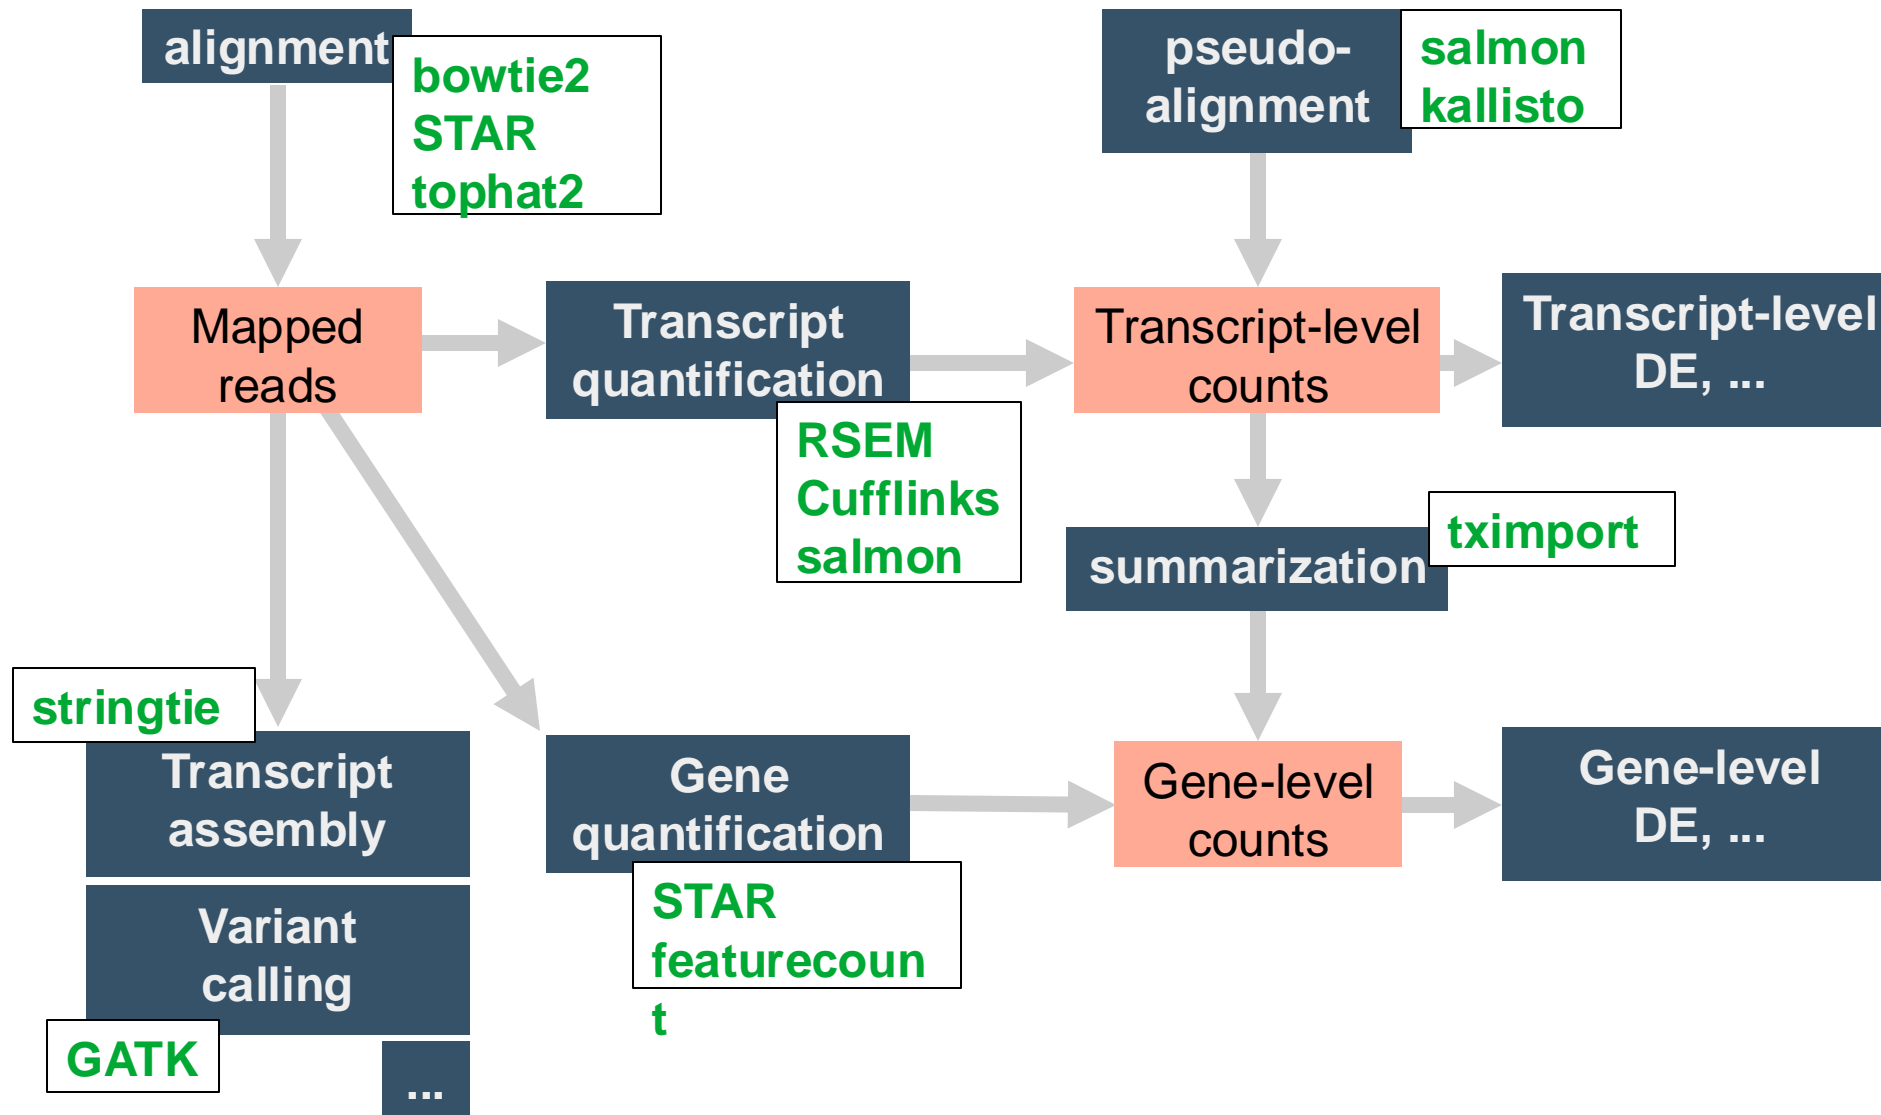 alignment
bowtie2
STAR
tophat2
pseudo-
alignment
salmon
kallisto
Mapped
reads
Transcript
quantification
RSEM
Cufflinks
salmon
Transcript-level
counts
Transcript-level
DE, ...
summarization
tximport
stringtie
Transcript
assembly
Variant
calling
GATK
...
Gene
quantification
STAR
featurecoun
t
Gene-level
counts
Gene-level
DE, ...